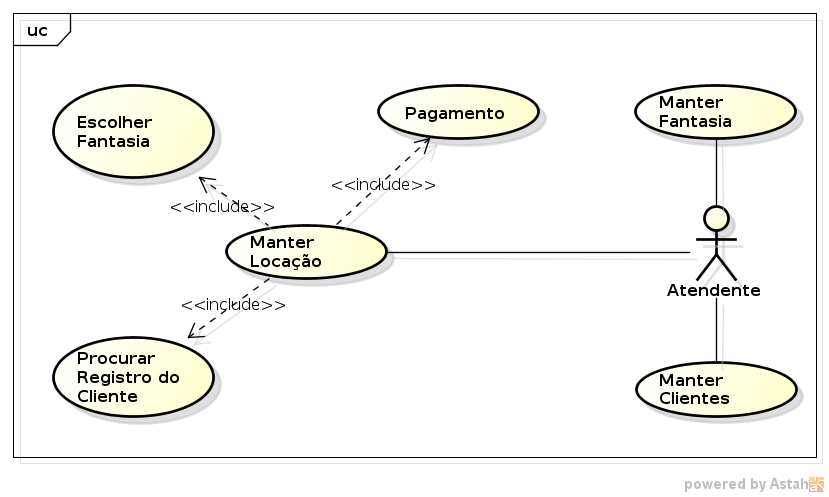 uc
Escolher
Fantasia
Pagamento
Manter
Fantasia
<<include>>
<<include>>
Manter
Locação
Atendente
<<include>>
Procurar
Registro do
Cliente
Manter
Clientes
powered by Astah